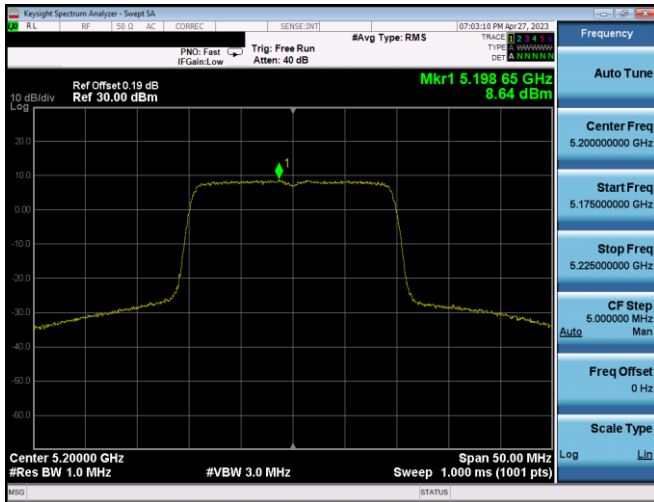 Keysight Spectrum Analyzer - Swept SA
RL RF 50 Ω AC CORREC SENSE:INT 07:03:10 PM Apr 27, 2023
#Avg Type: RMS TRACE 1 2 3 4 5 6
TYPE A WWWWW
DET A N N N N N
PNO: Fast Trig: Free Run
IFGain:Low Atten: 40 dB
Mkr1 5.198 65 GHz
8.64 dBm
Ref Offset 0.19 dB
10 dB/div Ref 30.00 dBm
Log
20.0
10.0
0.00
-10.0
-20.0
-30.0
-40.0
-50.0
-60.0
1
Center 5.20000 GHz Span 50.00 MHz
#Res BW 1.0 MHz #VBW 3.0 MHz Sweep 1.000 ms (1001 pts)
MSG STATUS
Frequency
Auto Tune
Center Freq
5.200000000 GHz
Start Freq
5.175000000 GHz
Stop Freq
5.225000000 GHz
CF Step
5.000000 MHz
Auto Man
Freq Offset
0 Hz
Scale Type
Log Lin